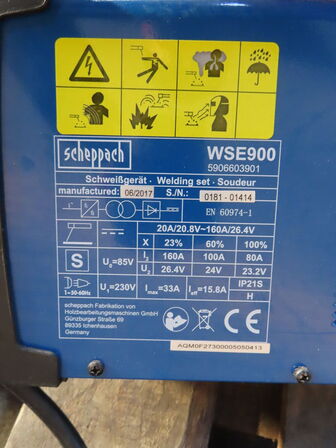 scheppach
WSE900
5906603901
Schweißgerät · Welding set · Soudeur
manufactured: 06/2017 S./N.: 0181 - 01414
EN 60974-1
20A/20.8V~160A/26.4V
X 23% 60% 100%
S U₀=85V I₂ 160A 100A 80A
U₂ 26.4V 24V 23.2V
1~50-60Hz U₁=230V Imax=33A Ieff=15.8A IP21S
H
scheppach Fabrikation von
Holzbearbeitungsmaschinen GmbH
Günzburger Straße 69
89335 Ichenhausen
Germany
CE
AQM0F27300005050413